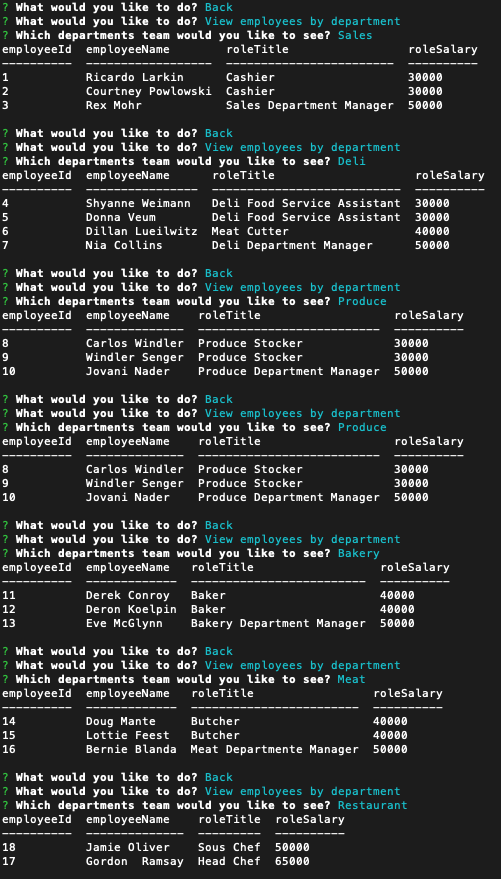 ? What would you like to do? Back
? What would you like to do? View employees by department
? Which departments team would you like to see? Sales
employeeId  employeeName        roleTitle                 roleSalary
----------  ------------------  ------------------------  ----------
1           Ricardo Larkin      Cashier                   30000
2           Courtney Powlowski  Cashier                   30000
3           Rex Mohr            Sales Department Manager  50000

? What would you like to do? Back
? What would you like to do? View employees by department
? Which departments team would you like to see? Deli
employeeId  employeeName      roleTitle                    roleSalary
----------  ----------------  ---------------------------  ----------
4           Shyanne Weimann   Deli Food Service Assistant  30000
5           Donna Veum        Deli Food Service Assistant  30000
6           Dillan Lueilwitz  Meat Cutter                  40000
7           Nia Collins       Deli Department Manager      50000

? What would you like to do? Back
? What would you like to do? View employees by department
? Which departments team would you like to see? Produce
employeeId  employeeName    roleTitle                   roleSalary
----------  --------------  --------------------------  ----------
8           Carlos Windler  Produce Stocker             30000
9           Windler Senger  Produce Stocker             30000
10          Jovani Nader    Produce Department Manager  50000

? What would you like to do? Back
? What would you like to do? View employees by department
? Which departments team would you like to see? Produce
employeeId  employeeName    roleTitle                   roleSalary
----------  --------------  --------------------------  ----------
8           Carlos Windler  Produce Stocker             30000
9           Windler Senger  Produce Stocker             30000
10          Jovani Nader    Produce Department Manager  50000

? What would you like to do? Back
? What would you like to do? View employees by department
? Which departments team would you like to see? Bakery
employeeId  employeeName   roleTitle                  roleSalary
----------  -------------  -------------------------  ----------
11          Derek Conroy   Baker                      40000
12          Deron Koelpin  Baker                      40000
13          Eve McGlynn    Bakery Department Manager  50000

? What would you like to do? Back
? What would you like to do? View employees by department
? Which departments team would you like to see? Meat
employeeId  employeeName   roleTitle                 roleSalary
----------  -------------  ------------------------  ----------
14          Doug Mante     Butcher                   40000
15          Lottie Feest   Butcher                   40000
16          Bernie Blanda  Meat Departmente Manager  50000

? What would you like to do? Back
? What would you like to do? View employees by department
? Which departments team would you like to see? Restaurant
employeeId  employeeName    roleTitle  roleSalary
----------  --------------  ---------  ----------
18          Jamie Oliver    Sous Chef  50000
17          Gordon  Ramsay  Head Chef  65000